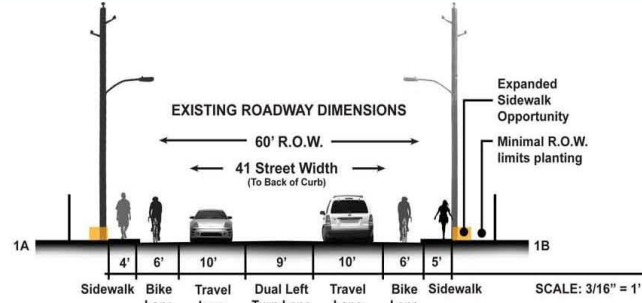 EXISTING ROADWAY DIMENSIONS
60' R.O.W.
41 Street Width
(To Back of Curb)
Expanded
Sidewalk
Opportunity
Minimal R.O.W.
limits planting
1A
1B
4' 6' 10' 9' 10' 6' 5'
Sidewalk Bike Travel Dual Left Travel Bike Sidewalk
SCALE: 3/16" = 1'